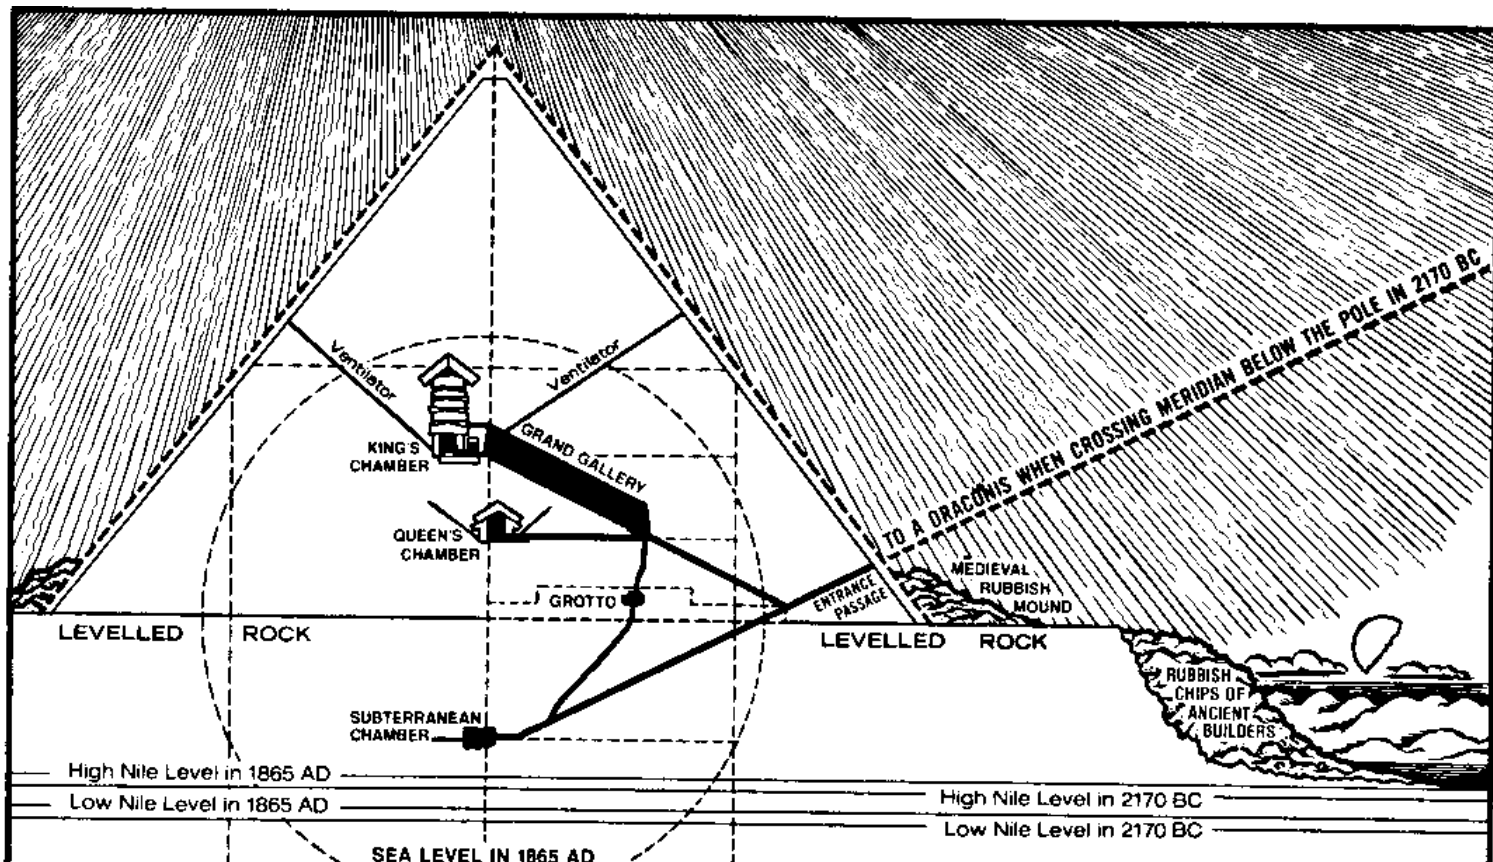 TO A DRACONIS WHEN CROSSING MERIDIAN BELOW THE POLE IN 2170 BC
Ventilator
Ventilator
KING'S
CHAMBER
GRAND GALLERY
QUEEN'S
CHAMBER
GROTTO
ENTRANCE
PASSAGE
MEDIEVAL
RUBBISH
MOUND
LEVELLED ROCK
LEVELLED ROCK
RUBBISH
CHIPS OF
ANCIENT
BUILDERS
SUBTERRANEAN
CHAMBER
High Nile Level in 1865 AD
Low Nile Level in 1865 AD
High Nile Level in 2170 BC
Low Nile Level in 2170 BC
SEA LEVEL IN 1865 AD